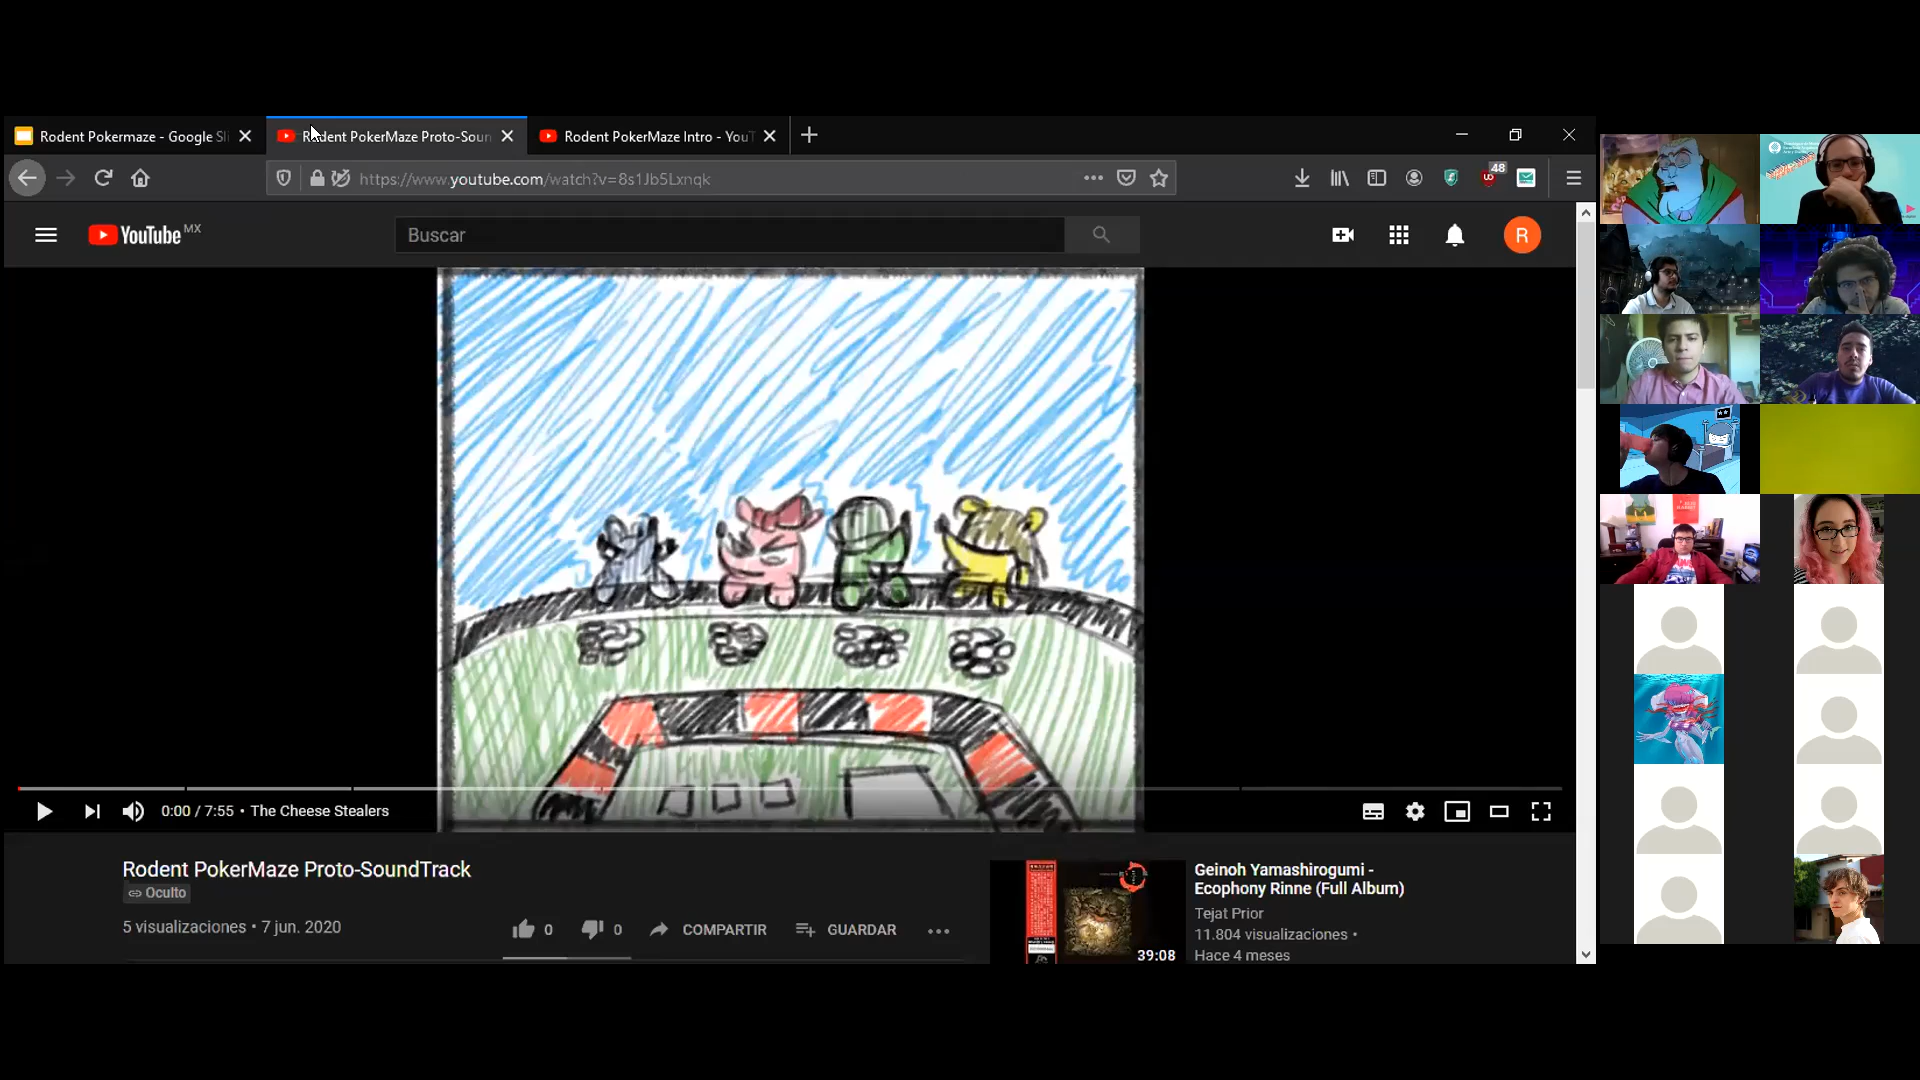 Rodent Pokermaze - Google Sli
Rodent PokerMaze Proto-Soun
Rodent PokerMaze Intro - YouT
https://www.youtube.com/watch?v=8s1Jb5Lxnqk
48
YouTube MX
Buscar
R
0:00 / 7:55 • The Cheese Stealers
Rodent PokerMaze Proto-SoundTrack
Oculto
5 visualizaciones • 7 jun. 2020
0
0
COMPARTIR
GUARDAR
39:08
Geinoh Yamashirogumi -
Ecophony Rinne (Full Album)
Tejat Prior
11.804 visualizaciones •
Hace 4 meses